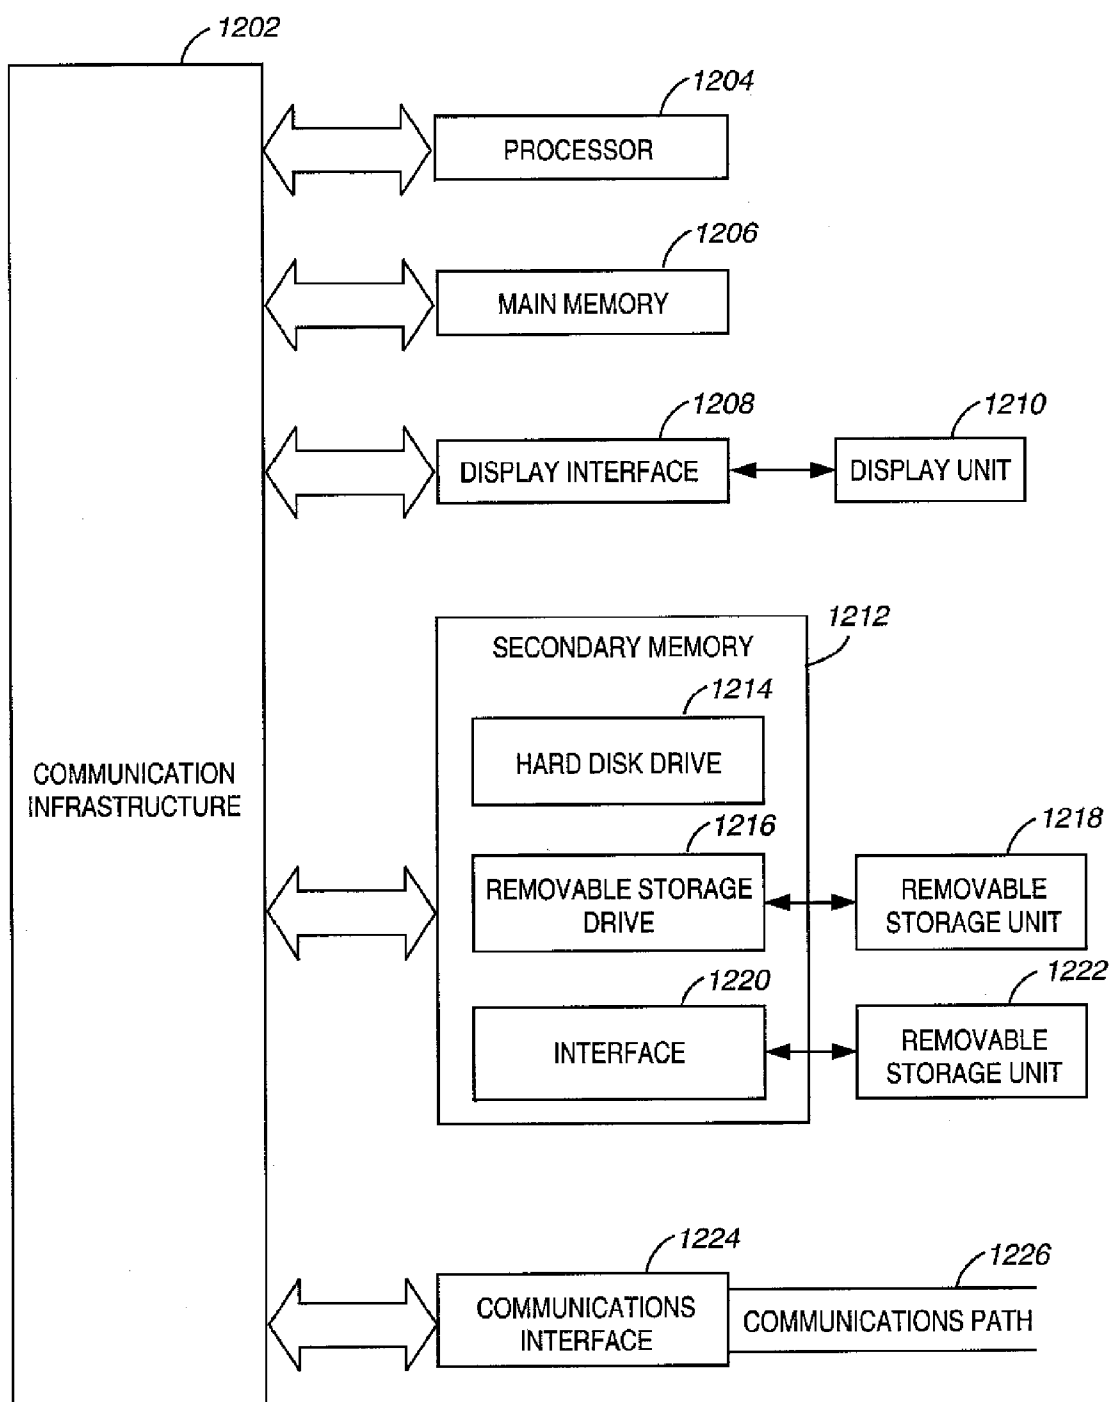 1202
1204
PROCESSOR
1206
MAIN MEMORY
1208
DISPLAY INTERFACE
1210
DISPLAY UNIT
1212
SECONDARY MEMORY
1214
HARD DISK DRIVE
COMMUNICATION
INFRASTRUCTURE
1216
REMOVABLE STORAGE
DRIVE
1218
REMOVABLE
STORAGE UNIT
1220
INTERFACE
1222
REMOVABLE
STORAGE UNIT
1224
COMMUNICATIONS
INTERFACE
1226
COMMUNICATIONS PATH